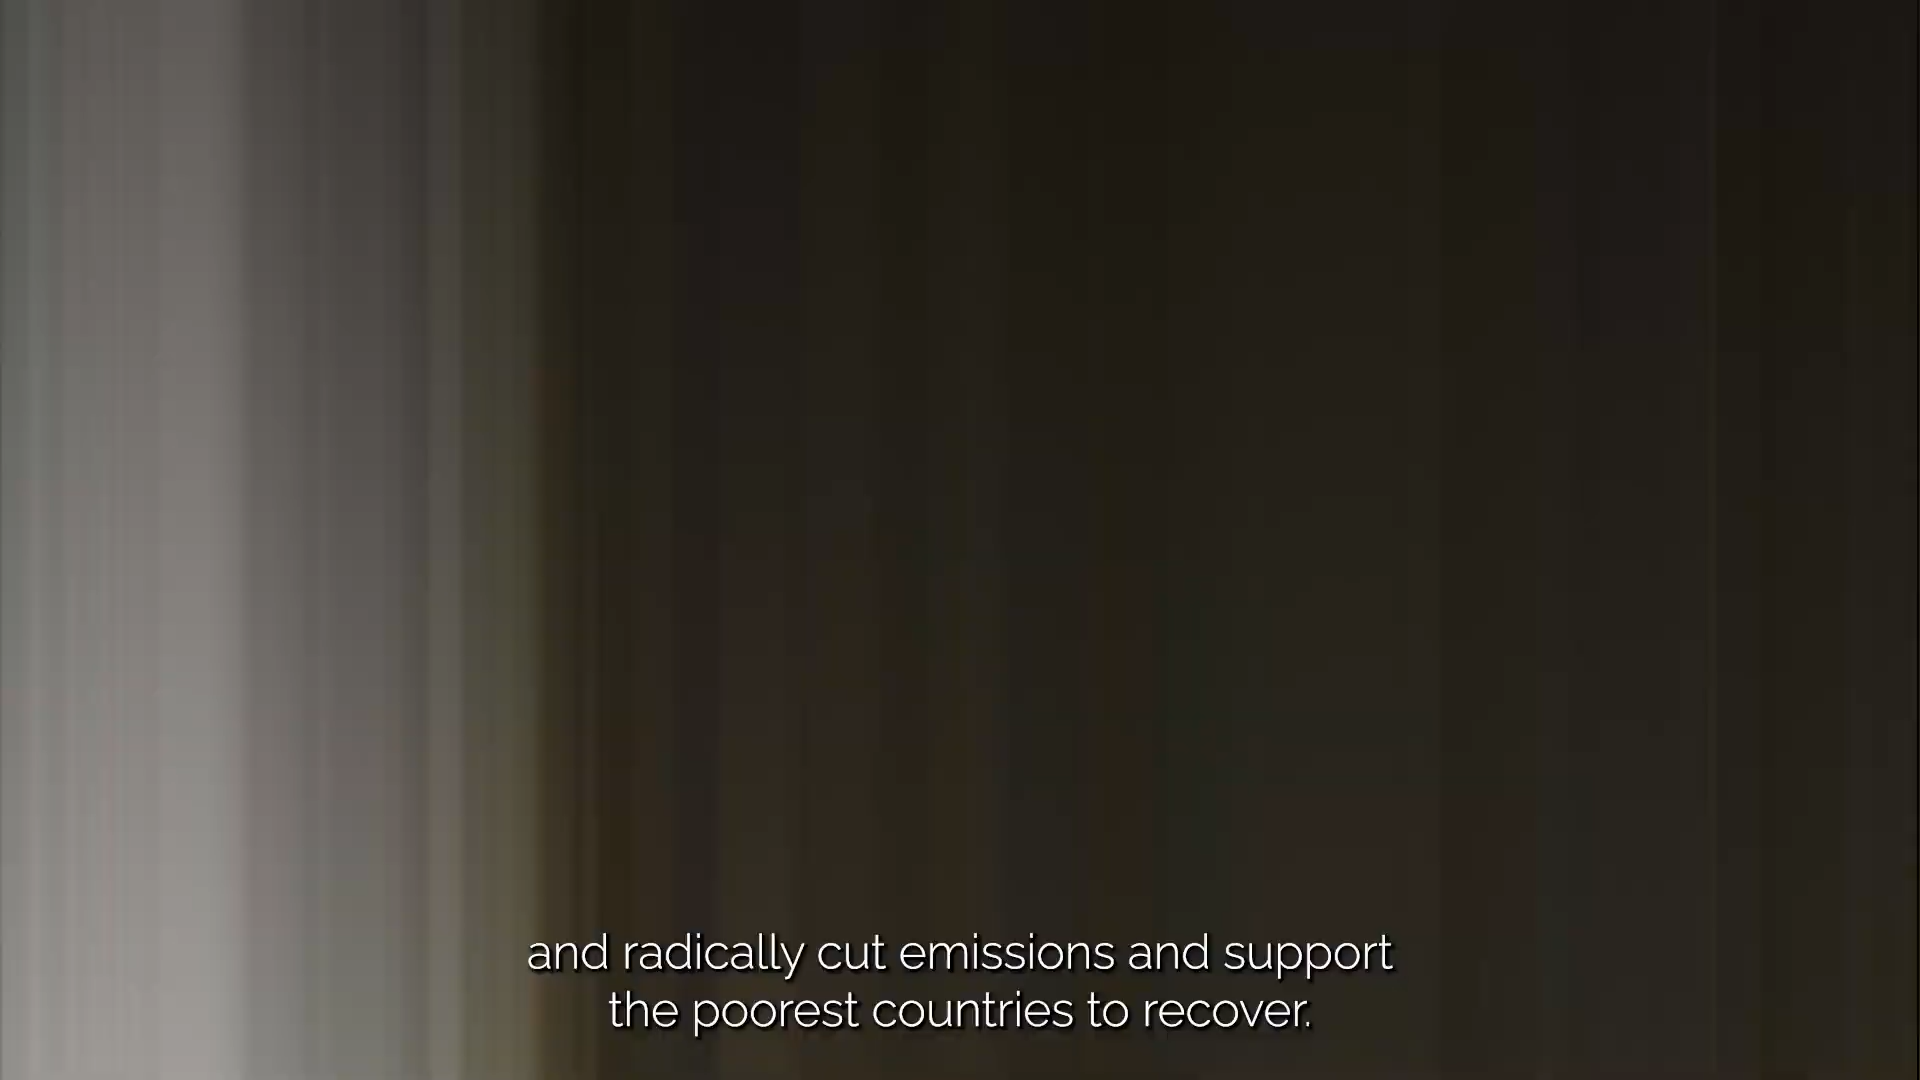 and radically cut emissions and support
the poorest countries to recover.